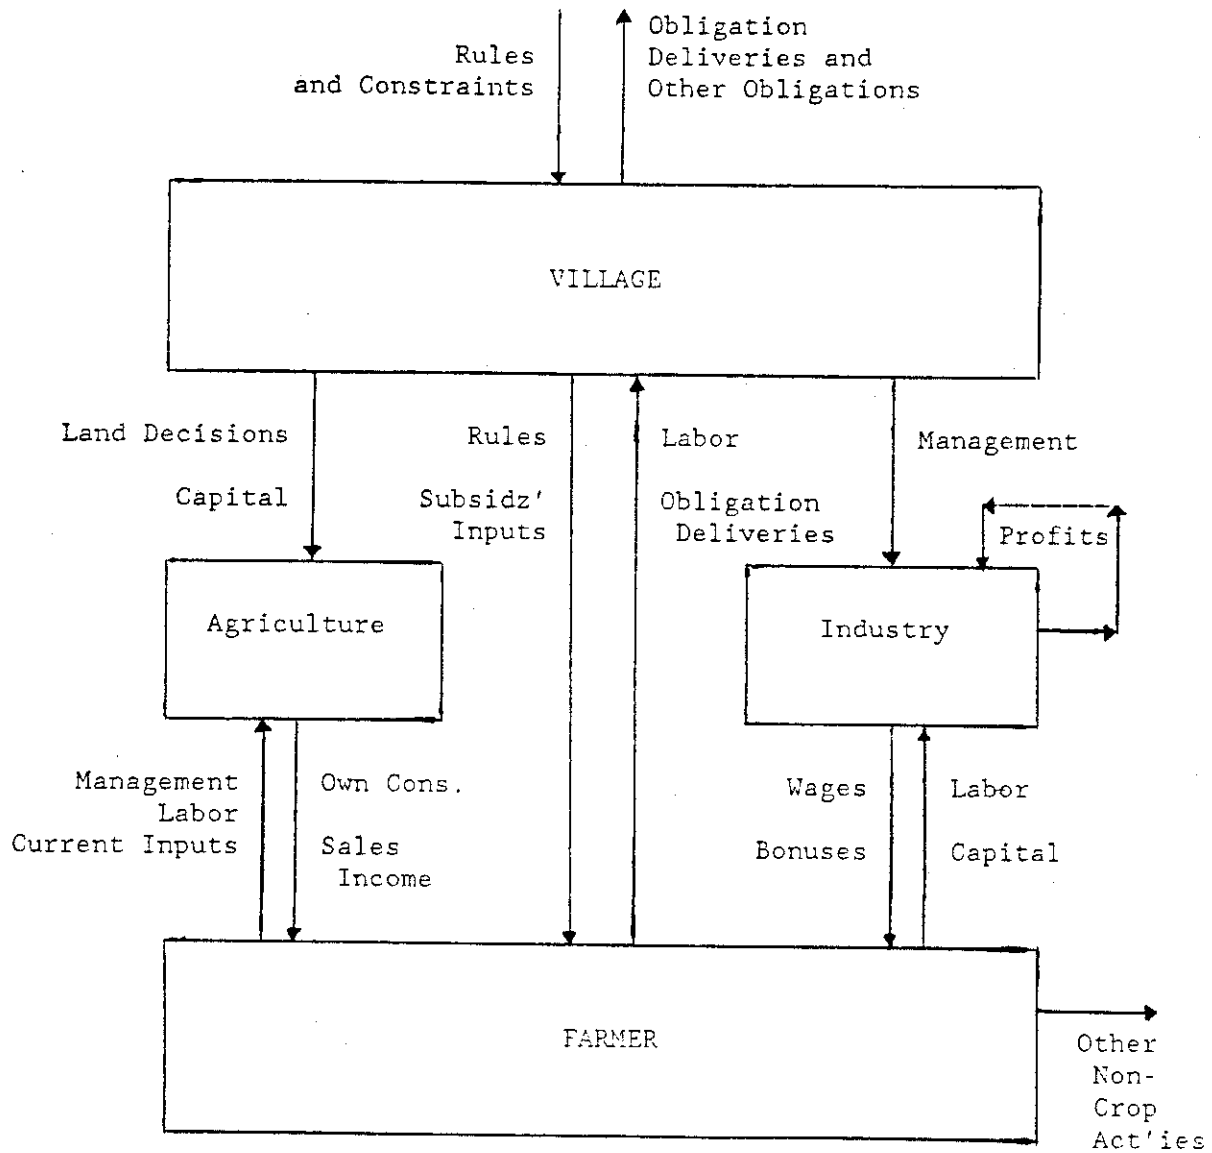 Rules
and Constraints
Obligation
Deliveries and
Other Obligations
VILLAGE
Land Decisions
Capital
Rules
Subsidz'
Inputs
Labor
Obligation
Deliveries
Management
Profits
Agriculture
Industry
Management
Labor
Current Inputs
Own Cons.
Sales
Income
Wages
Bonuses
Labor
Capital
FARMER
Other
Non-
Crop
Act'ies